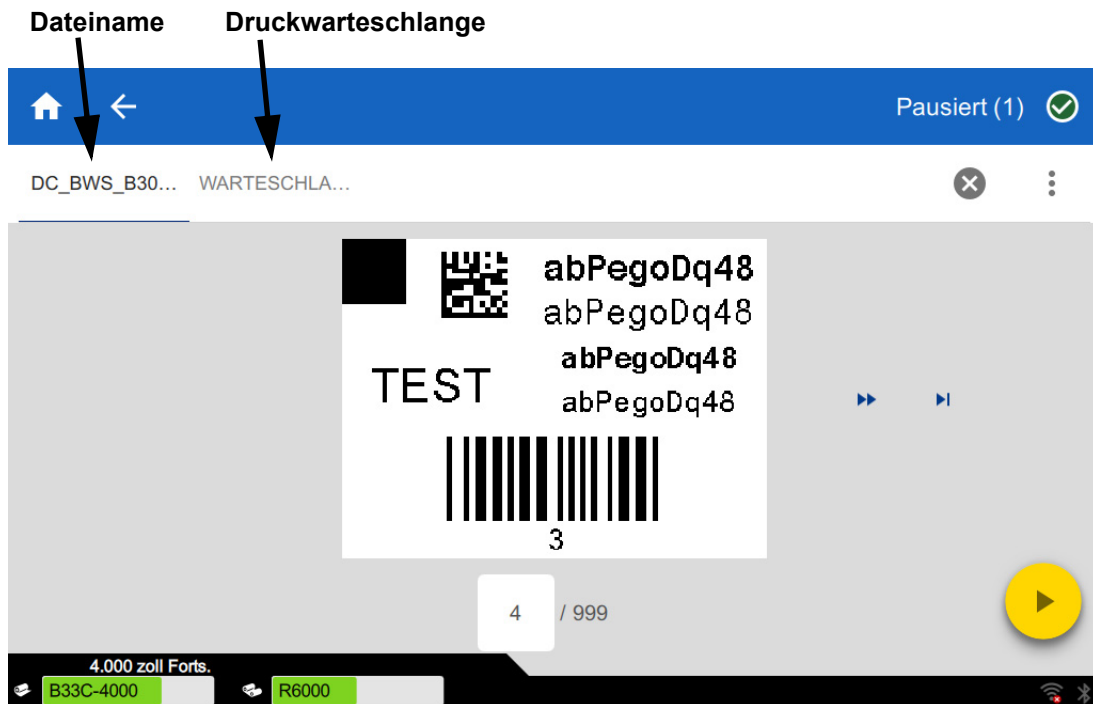 Dateiname Druckwarteschlange
Pausiert (1)
DC_BWS_B30... WARTESCHLA...
abPegoDq48
abPegoDq48
abPegoDq48
TEST
abPegoDq48
3
4 / 999
4.000 zoll Forts.
B33C-4000 R6000